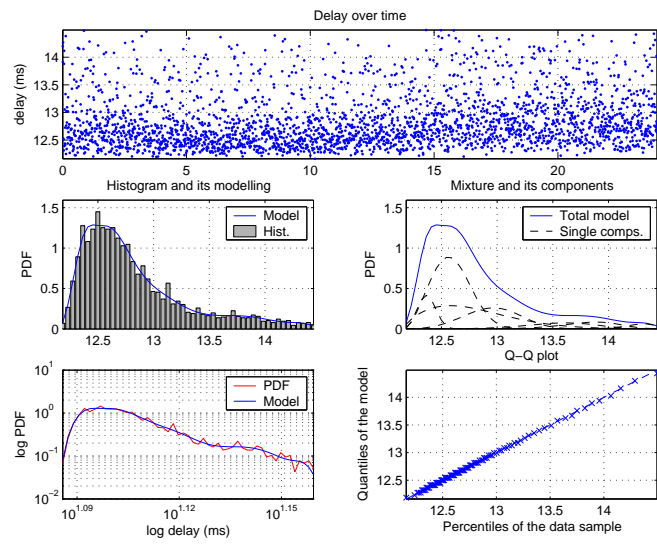 Delay over time
delay (ms)
14
13.5
13
12.5
0 5 10 15 20
Histogram and its modelling
PDF
1.5
1
0.5
0
12.5 13 13.5 14
Model
Hist.
Mixture and its components
PDF
1.5
1
0.5
0
12.5 13 13.5 14
Total model
Single comps.
log PDF
10^1
10^0
10^−1
10^−2
10^1.09 10^1.12 10^1.15
log delay (ms)
PDF
Model
Q−Q plot
Quantiles of the model
14
13.5
13
12.5
12.5 13 13.5 14 14.5
Percentiles of the data sample